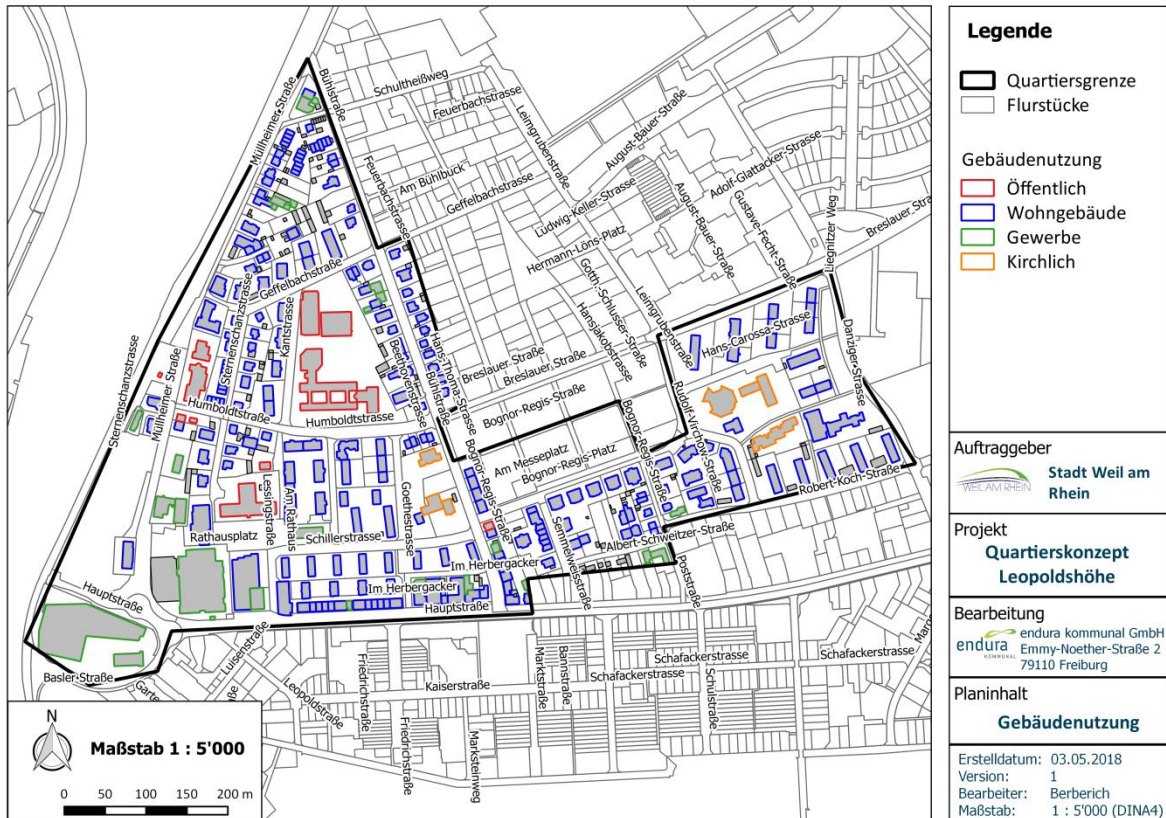 Müllheimer Straße
Bühlstraße
Schultheißweg
Feuerbachstrasse
Leimgrubenstraße
August-Bauer-Straße
Feuerbachstrasse
Am Bühlbuck
Geffelbachstrasse
Ludwig-Keller-Strasse
Adolf-Glattacker-Strasse
August-Bauer-Straße
Gustave-Fecht-Straße
Liegnitzer Weg
Breslauer Stra
Hermann-Löns-Platz
Goth.-Schlusser-Straße
Hansjakobstrasse
Leimgrubenstraße
Geffelbachstraße
Sternenschanzstrasse
Kantstrasse
Hans-Thoma-Strasse
Beethovenstrasse
Bühlstraße
Breslauer Straße
Breslauer Straße
Hans-Carossa-Strasse
Danziger-Strasse
Sternenschanzstrasse
Müllheimer Straße
Humboldtstraße
Humboldtstrasse
Bognor-Regis-Straße
Am Messeplatz
Bognor-Regis-Platz
Bognor-Regis-Straße
Bognor-Regis-Straße
Rudolf-Virchow-Straße
Robert-Koch-Straße
Lessingstraße
Am Rathaus
Goethestrasse
Rathausplatz
Schillerstrasse
Albert-Schweitzer-Straße
Semmelweisstrasse
Poststraße
Im Herbergacker
Im Herbergacker
Hauptstraße
Hauptstraße
Basler-Straße
Garte
Luisenstraße
Leopoldstraße
Friedrichstraße
Friedrichstraße
Kaiserstraße
Marksteinweg
Marktstraße
Bannstraße
Schafackerstrasse
Schafackerstrasse
Schafackerstrasse
Schulstraße
N
Maßstab 1 : 5'000
0 50 100 150 200 m
Legende
Quartiersgrenze
Flurstücke
Gebäudenutzung
Öffentlich
Wohngebäude
Gewerbe
Kirchlich
Auftraggeber
WEIL AM RHEIN
Stadt Weil am
Rhein
Projekt
Quartierskonzept
Leopoldshöhe
Bearbeitung
endura
KOMMUNAL
endura kommunal GmbH
Emmy-Noether-Straße 2
79110 Freiburg
Planinhalt
Gebäudenutzung
Erstelldatum: 03.05.2018
Version: 1
Bearbeiter: Berberich
Maßstab: 1 : 5'000 (DINA4)